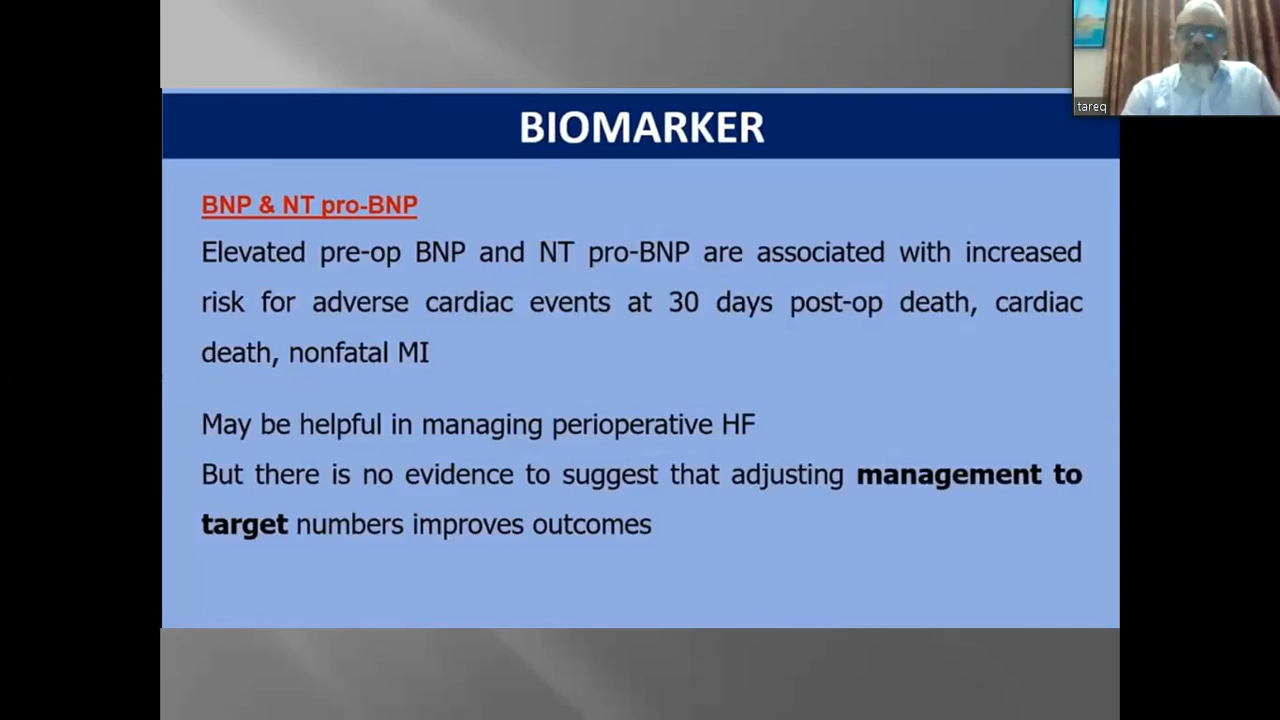 BIOMARKER
tareq
BNP & NT pro-BNP
Elevated pre-op BNP and NT pro-BNP are associated with increased
risk for adverse cardiac events at 30 days post-op death, cardiac
death, nonfatal MI
May be helpful in managing perioperative HF
But there is no evidence to suggest that adjusting management to
target numbers improves outcomes